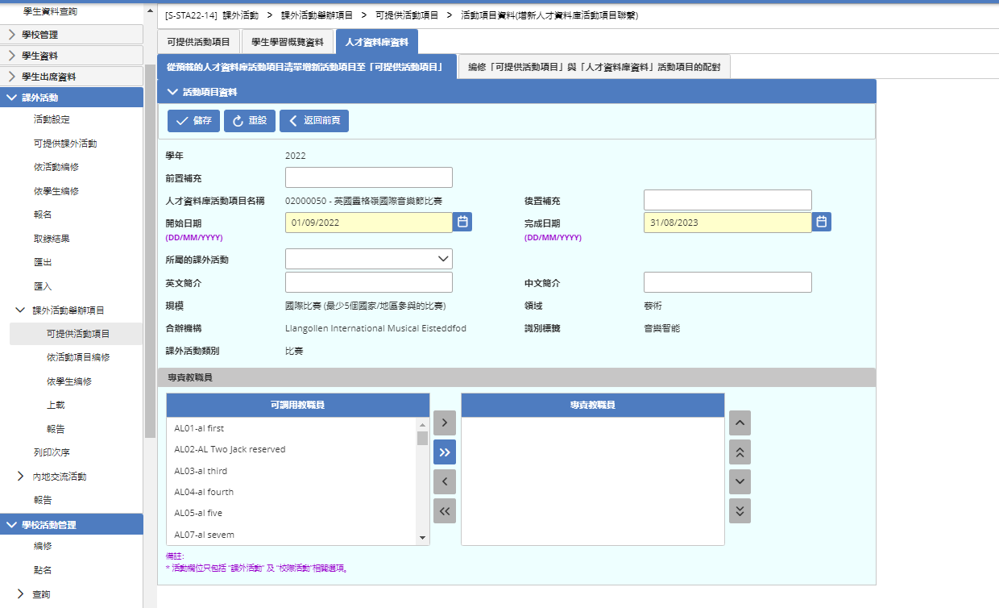 學生資料查詢
學校管理
學生資料
學生出席資料
課外活動
活動設定
可提供課外活動
依活動編修
依學生編修
報名
取錄結果
匯出
匯入
課外活動舉辦項目
可提供活動項目
依活動項目編修
依學生編修
上載
報告
列印次序
內地交流活動
報告
學校活動管理
編修
點名
查詢
[S-STA22-14] 課外活動 > 課外活動舉辦項目 > 可提供活動項目 > 活動項目資料(增新人才資料庫活動項目聯繫)
可提供活動項目 學生學習概覽資料 人才資料庫資料
從預載的人才資料庫活動項目清單增新活動項目至「可提供活動項目」 編修「可提供活動項目」與「人才資料庫資料」活動項目的配對
活動項目資料
儲存 重設 返回前頁
學年 2022
前置補充
人才資料庫活動項目名稱 02000050 - 英國蘭格嶺國際音樂節比賽 後置補充
開始日期 01/09/2022 完成日期 31/08/2023
(DD/MM/YYYY) (DD/MM/YYYY)
所屬的課外活動
英文簡介 中文簡介
規模 國際比賽 (最少5個國家/地區參與的比賽) 領域 藝術
合辦機構 Llangollen International Musical Eisteddfod 識別標籤 音樂智能
課外活動類別 比賽
專責教職員
可調用教職員 專責教職員
AL01-al first
AL02-AL Two Jack reserved
AL03-al third
AL04-al fourth
AL05-al five
AL07-al sevem
備註:
* 活動欄位只包括 "課外活動" 及 "校際活動"相關選項。